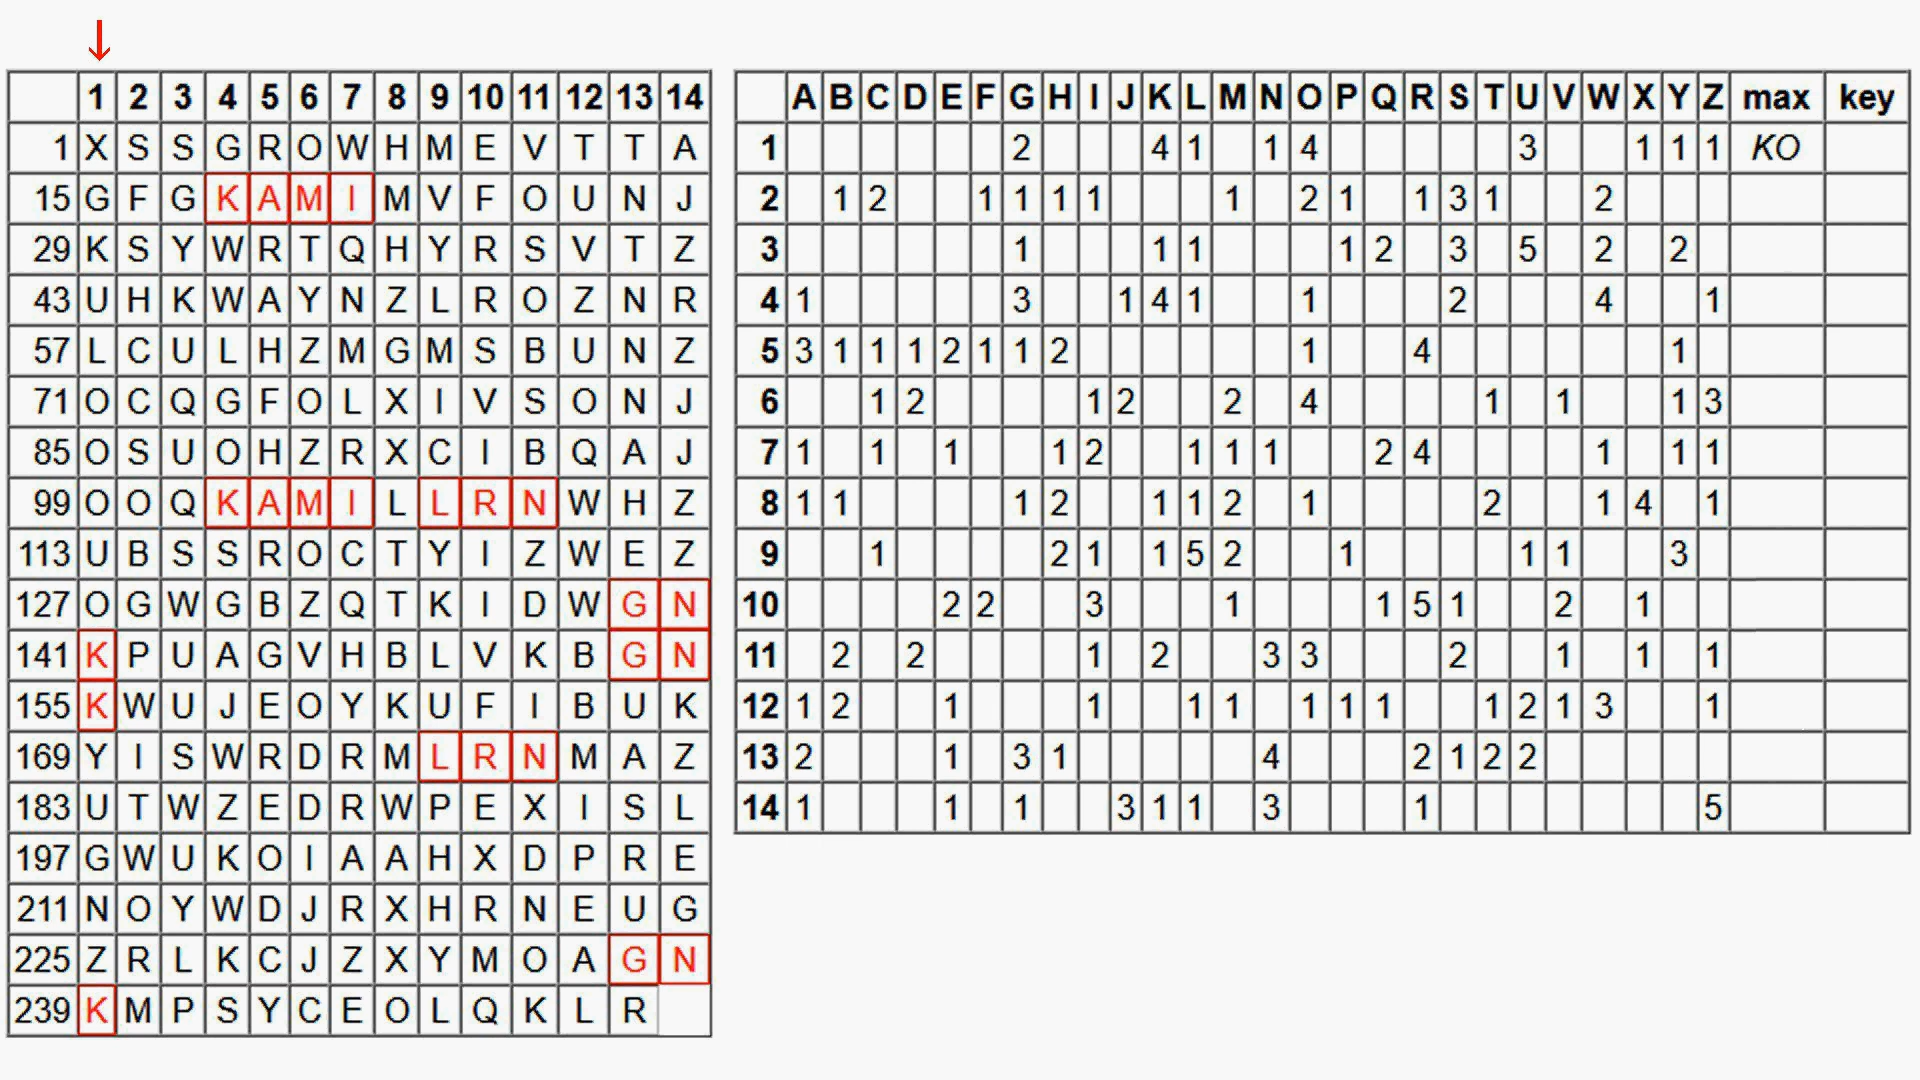 1 2 3 4 5 6 7 8 9 10 11 12 13 14
1 X S S G R O W H M E V T T A
15 G F G K A M I M V F O U N J
29 K S Y W R T Q H Y R S V T Z
43 U H K W A Y N Z L R O Z N R
57 L C U L H Z M G M S B U N Z
71 O C Q G F O L X I V S O N J
85 O S U O H Z R X C I B Q A J
99 O O Q K A M I L L R N W H Z
113 U B S S R O C T Y I Z W E Z
127 O G W G B Z Q T K I D W G N
141 K P U A G V H B L V K B G N
155 K W U J E O Y K U F I B U K
169 Y I S W R D R M L R N M A Z
183 U T W Z E D R W P E X I S L
197 G W U K O I A A H X D P R E
211 N O Y W D J R X H R N E U G
225 Z R L K C J Z X Y M O A G N
239 K M P S Y C E O L Q K L R
A B C D E F G H I J K L M N O P Q R S T U V W X Y Z max key
1 2 4 1 1 4 3 1 1 1 KO
2 1 2 1 1 1 1 1 2 1 1 3 1 2
3 1 1 1 1 2 3 5 2 2
4 1 3 1 4 1 1 2 4 1
5 3 1 1 1 2 1 1 2 1 4 1
6 1 2 1 2 2 4 1 1 1 3
7 1 1 1 1 2 1 1 1 2 4 1 1 1
8 1 1 1 2 1 1 2 1 2 1 4 1
9 1 2 1 1 5 2 1 1 1 3
10 2 2 3 1 1 5 1 2 1
11 2 2 1 2 3 3 2 1 1 1
12 1 2 1 1 1 1 1 1 1 1 2 1 3 1
13 2 1 3 1 4 2 1 2 2
14 1 1 1 3 1 1 3 1 5